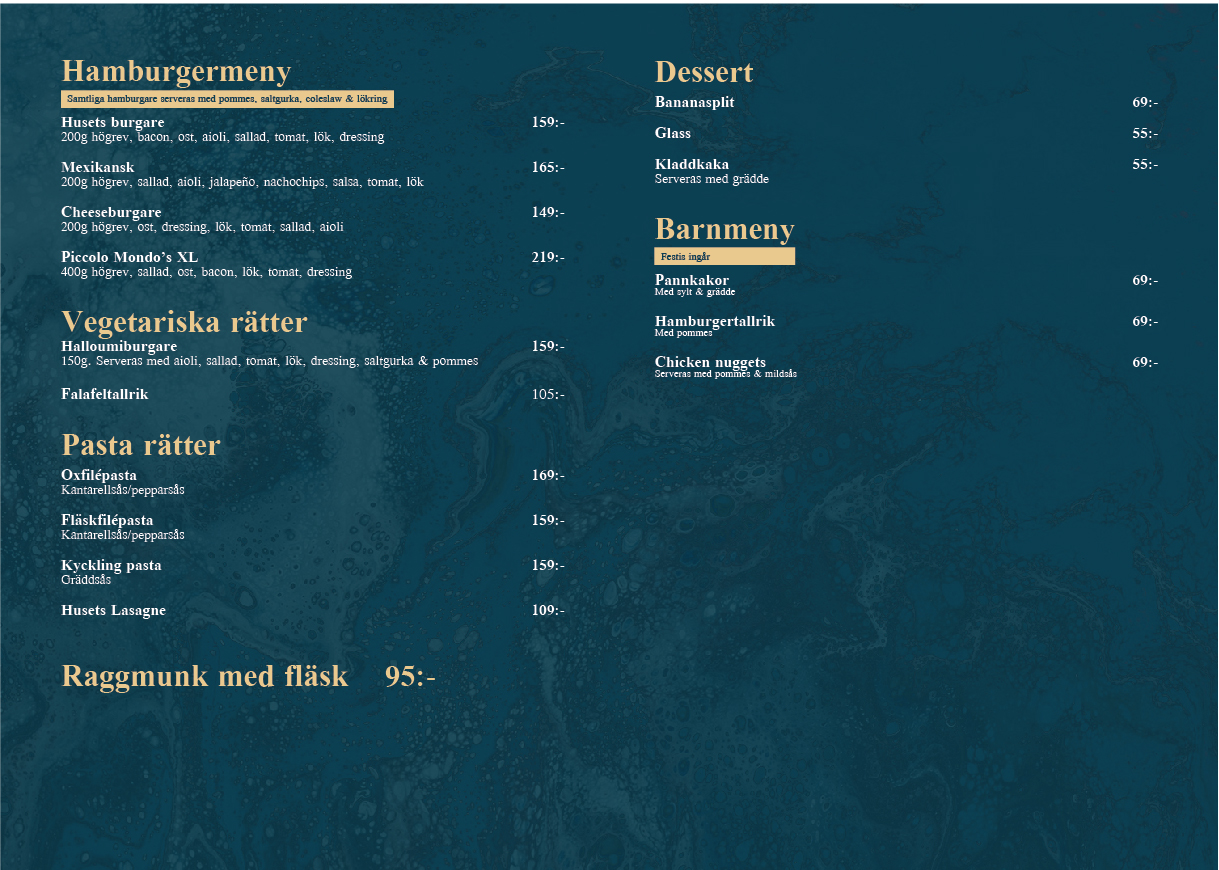 Hamburgermeny
Samtliga hamburgare serveras med pommes, saltgurka, coleslaw & lökring
Husets burgare 159:-
200g högrev, bacon, ost, aioli, sallad, tomat, lök, dressing
Mexikansk 165:-
200g högrev, sallad, aioli, jalapeño, nachochips, salsa, tomat, lök
Cheeseburgare 149:-
200g högrev, ost, dressing, lök, tomat, sallad, aioli
Piccolo Mondo’s XL 219:-
400g högrev, sallad, ost, bacon, lök, tomat, dressing
Vegetariska rätter
Halloumiburgare 159:-
150g. Serveras med aioli, sallad, tomat, lök, dressing, saltgurka & pommes
Falafeltallrik 105:-
Pasta rätter
Oxfilépasta 169:-
Kantarellsås/pepparsås
Fläskfilépasta 159:-
Kantarellsås/pepparsås
Kyckling pasta 159:-
Gräddsås
Husets Lasagne 109:-
Raggmunk med fläsk 95:-
Dessert
Bananasplit 69:-
Glass 55:-
Kladdkaka 55:-
Serveras med grädde
Barnmeny
Festis ingår
Pannkakor 69:-
Med sylt & grädde
Hamburgertallrik 69:-
Med pommes
Chicken nuggets 69:-
Serveras med pommes & mildsås